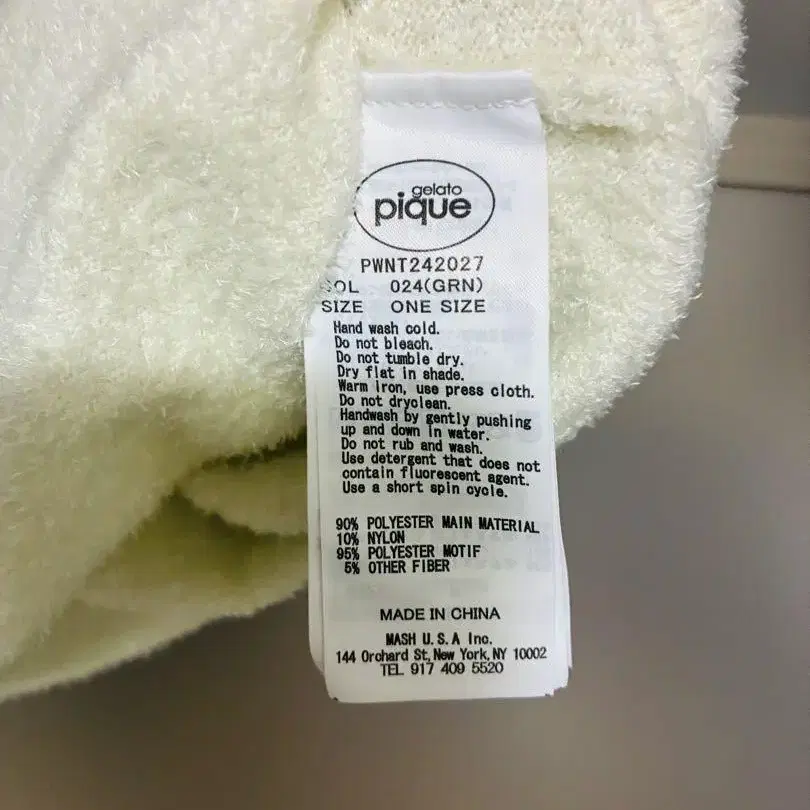 gelato
pique
PWNT242027
COL 024(GRN)
SIZE ONE SIZE
Hand wash cold.
Do not bleach.
Do not tumble dry.
Dry flat in shade.
Warm iron, use press cloth.
Do not dryclean.
Handwash by gently pushing
up and down in water.
Do not rub and wash.
Use detergent that does not
contain fluorescent agent.
Use a short spin cycle.
90% POLYESTER MAIN MATERIAL
10% NYLON
95% POLYESTER MOTIF
5% OTHER FIBER
MADE IN CHINA
MASH U.S.A Inc.
144 Orchard St, New York, NY 10002
TEL 917 409 5520